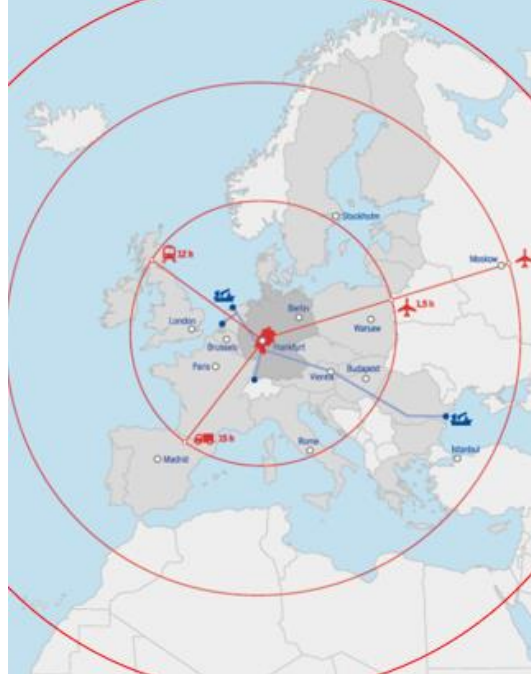 Stockholm
12 h
Moskow
Berlin
1,5 h
London
Warsaw
Brussels
Frankfurt
Paris
Vienna
Budapest
15 h
Rome
Istanbul
Madrid